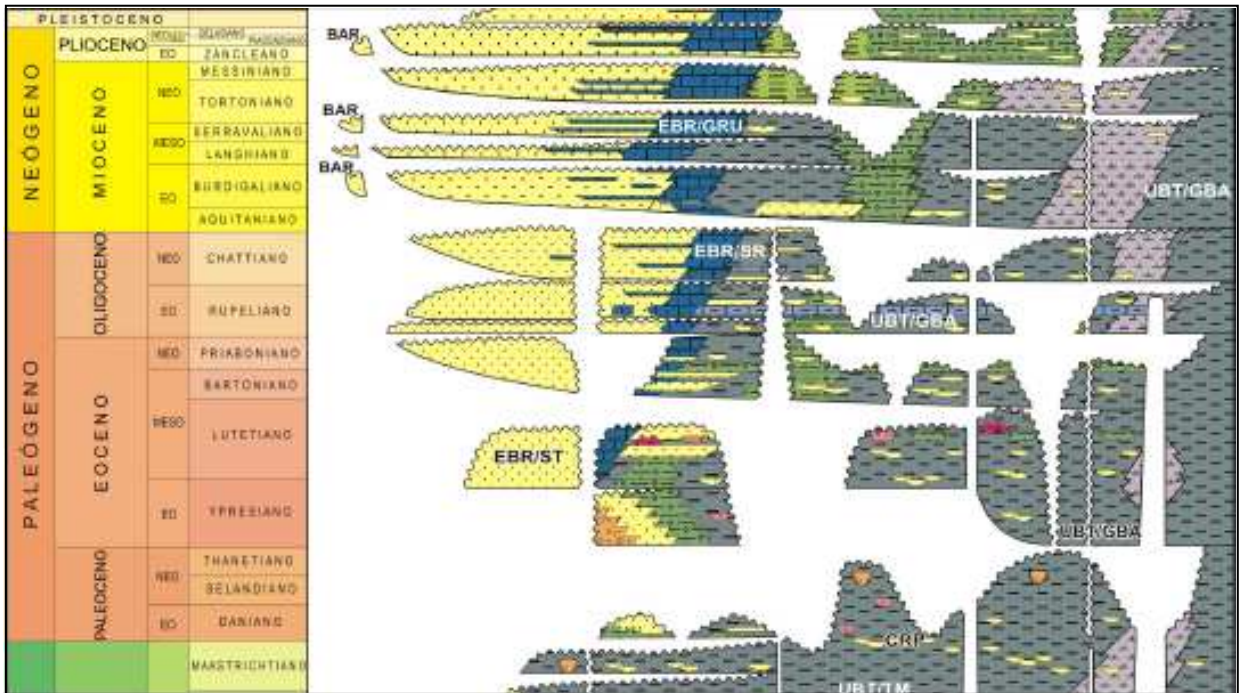 PLEISTOCENO
NEÓGENO
PLIOCENO
EO
ZANCLEANO
MIOCENO
NEO
MESSINIANO
TORTONIANO
MESO
SERRAVALIANO
LANGHIANO
EO
BURDIGALIANO
AQUITANIANO
PALEÓGENO
OLIGOCENO
NEO
CHATTIANO
EO
RUPELIANO
EOCENO
NEO
PRIABONIANO
MESO
BARTONIANO
LUTETIANO
EO
YPRESIANO
PALEOCENO
NEO
THANETIANO
SELANDIANO
EO
DANIANO
MAASTRICHTIANO
BAR
BAR
EBR/GRU
BAR
UBT/GBA
EBR/SR
UBT/GBA
EBR/ST
UBT/GBA
CRP
UBT/TM